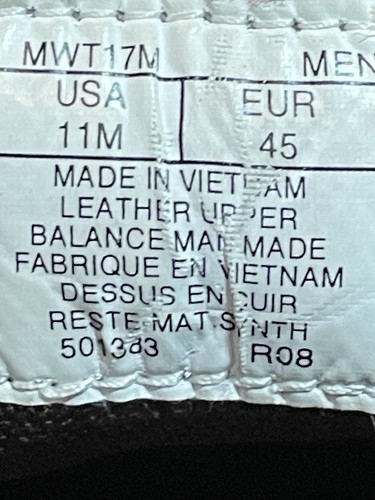 MWT17M MEN
USA EUR
11M 45
MADE IN VIETNAM
LEATHER UPPER
BALANCE MAN MADE
FABRIQUE EN VIETNAM
DESSUS EN CUIR
RESTE MAT.SYNTH
R08